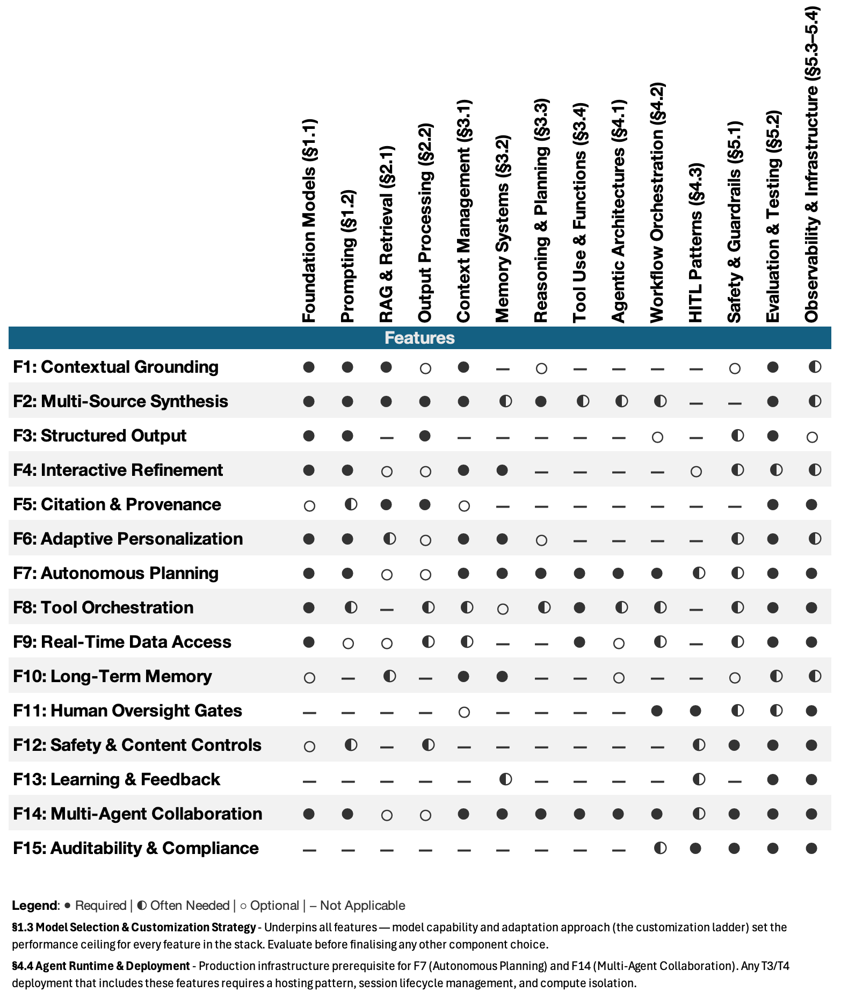 Foundation Models (§1.1)
Prompting (§1.2)
RAG & Retrieval (§2.1)
Output Processing (§2.2)
Context Management (§3.1)
Memory Systems (§3.2)
Reasoning & Planning (§3.3)
Tool Use & Functions (§3.4)
Agentic Architectures (§4.1)
Workflow Orchestration (§4.2)
HITL Patterns (§4.3)
Safety & Guardrails (§5.1)
Evaluation & Testing (§5.2)
Observability & Infrastructure (§5.3–5.4)
Features
F1: Contextual Grounding ● ● ● ○ ● — ○ — — — — ○ ● ◐
F2: Multi-Source Synthesis ● ● ● ● ● ◐ ● ◐ ◐ ◐ — — ● ◐
F3: Structured Output ● ● — ● — — — — — ○ — ◐ ● ○
F4: Interactive Refinement ● ● ○ ○ ● ● — — — — ○ ◐ ◐ ◐
F5: Citation & Provenance ○ ◐ ● ● ○ — — — — — — — ● ●
F6: Adaptive Personalization ● ● ◐ ○ ● ● ○ — — — — ◐ ● ◐
F7: Autonomous Planning ● ● ○ ○ ● ● ● ● ● ● ◐ ◐ ● ●
F8: Tool Orchestration ● ◐ — ◐ ◐ ○ ◐ ● ◐ ◐ — ◐ ● ●
F9: Real-Time Data Access ● ○ ○ ◐ ◐ — — ● ○ ◐ — ◐ ● ●
F10: Long-Term Memory ○ — ◐ — ● ● — — ○ — — ○ ◐ ◐
F11: Human Oversight Gates — — — — ○ — — — — ● ● ◐ ◐ ●
F12: Safety & Content Controls ○ ◐ — ◐ — — — — — — ◐ ● ● ●
F13: Learning & Feedback — — — — — ◐ — — — — ◐ — ● ●
F14: Multi-Agent Collaboration ● ● ○ ○ ● ● ● ● ● ● ◐ ● ● ●
F15: Auditability & Compliance — — — — — — — — — ◐ ● ● ● ●
Legend: ● Required | ◐ Often Needed | ○ Optional | – Not Applicable
§1.3 Model Selection & Customization Strategy - Underpins all features — model capability and adaptation approach (the customization ladder) set the
performance ceiling for every feature in the stack. Evaluate before finalising any other component choice.
§4.4 Agent Runtime & Deployment - Production infrastructure prerequisite for F7 (Autonomous Planning) and F14 (Multi-Agent Collaboration). Any T3/T4
deployment that includes these features requires a hosting pattern, session lifecycle management, and compute isolation.